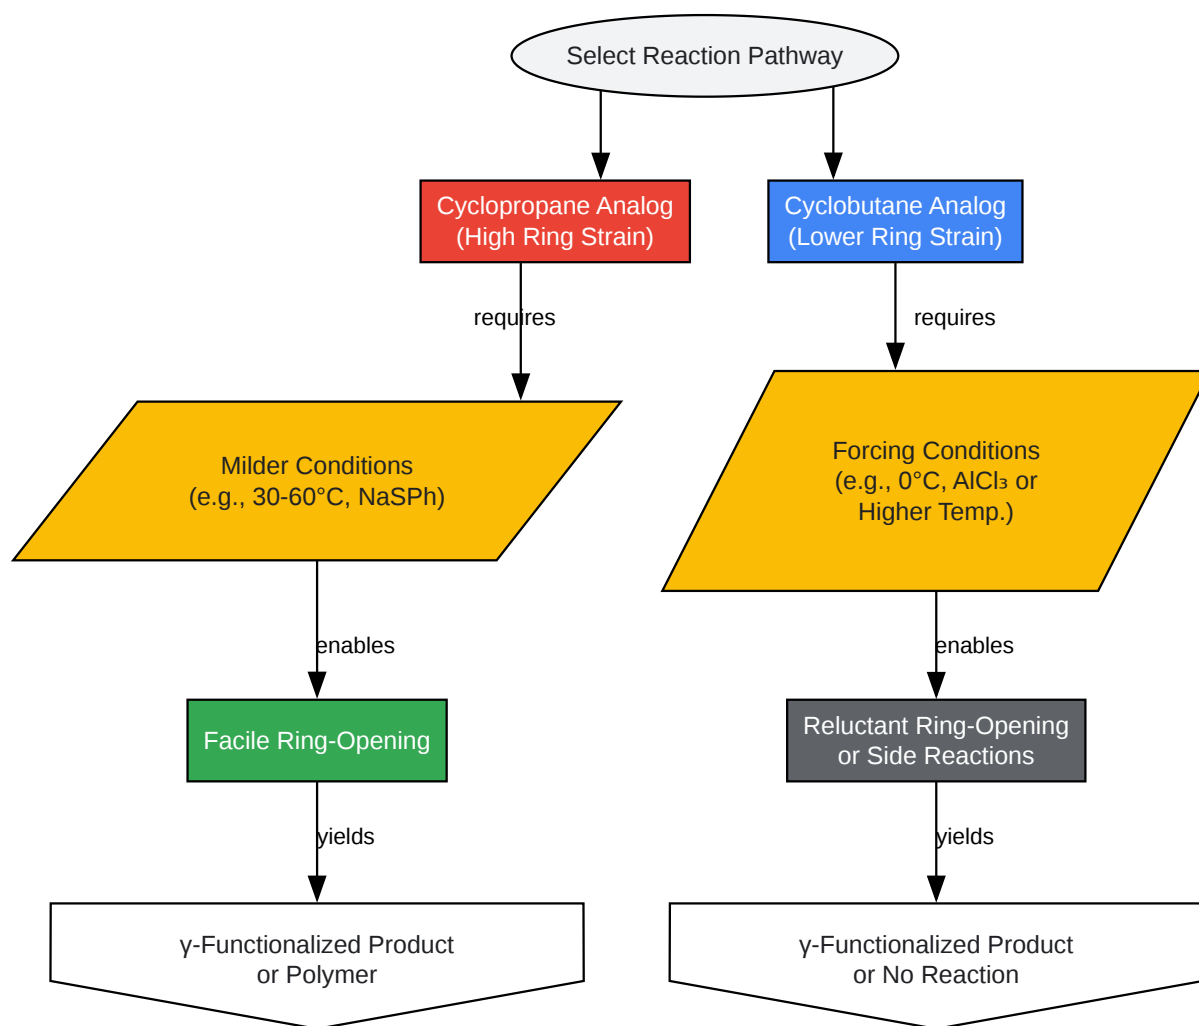 Select Reaction Pathway
Cyclopropane Analog
(High Ring Strain)
Cyclobutane Analog
(Lower Ring Strain)
requires
requires
Milder Conditions
(e.g., 30-60°C, NaSPh)
Forcing Conditions
(e.g., 0°C, AlCl₃ or
Higher Temp.)
enables
enables
Facile Ring-Opening
Reluctant Ring-Opening
or Side Reactions
yields
yields
γ-Functionalized Product
or Polymer
γ-Functionalized Product
or No Reaction